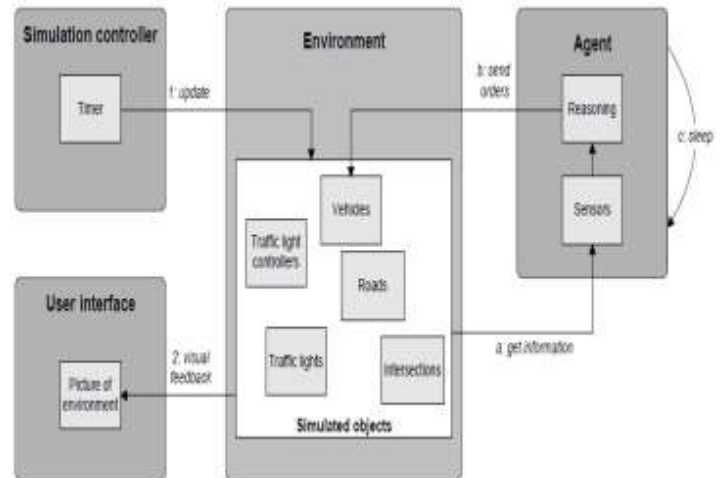 Simulation controller
Timer
1: update
Environment
Vehicles
Traffic light
controllers
Roads
Traffic lights
Intersections
Simulated objects
Agent
b: send
orders
Reasoning
c: sleep
Sensors
a: get information
User interface
Picture of
environment
2: visual
feedback